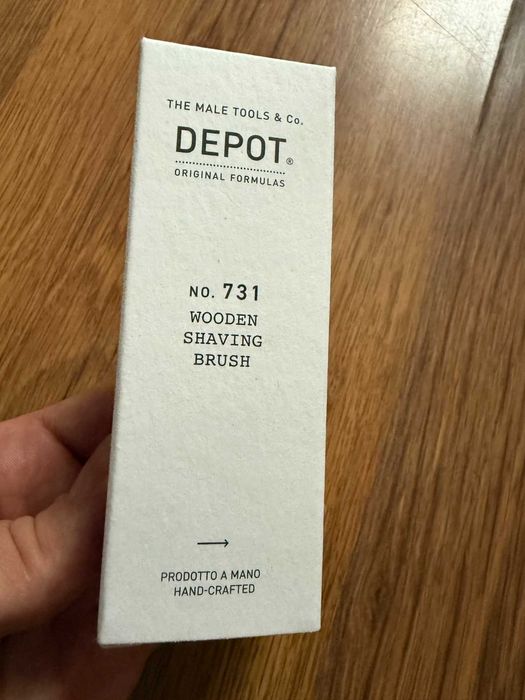 THE MALE TOOLS & Co.
DEPOT®
ORIGINAL FORMULAS
NO. 731
WOODEN
SHAVING
BRUSH
PRODOTTO A MANO
HAND-CRAFTED